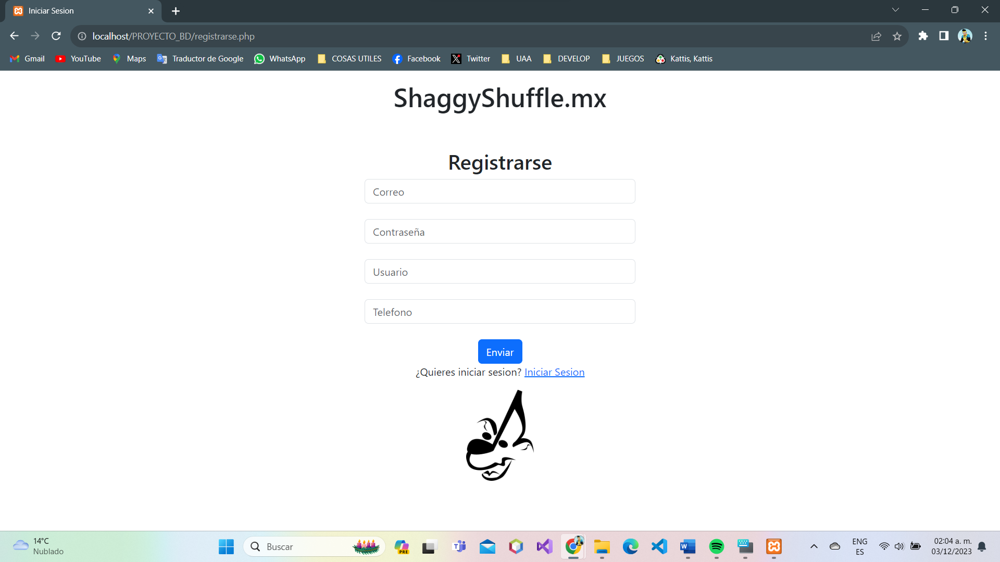 Iniciar Sesion
localhost/PROYECTO_BD/registrarse.php
Gmail YouTube Maps Traductor de Google WhatsApp COSAS UTILES Facebook Twitter UAA DEVELOP JUEGOS Kattis, Kattis
ShaggyShuffle.mx
Registrarse
Correo
Contraseña
Usuario
Telefono
Enviar
¿Quieres iniciar sesion? Iniciar Sesion
14°C
Nublado
Buscar
PRE
ENG
ES
02:04 a. m.
03/12/2023